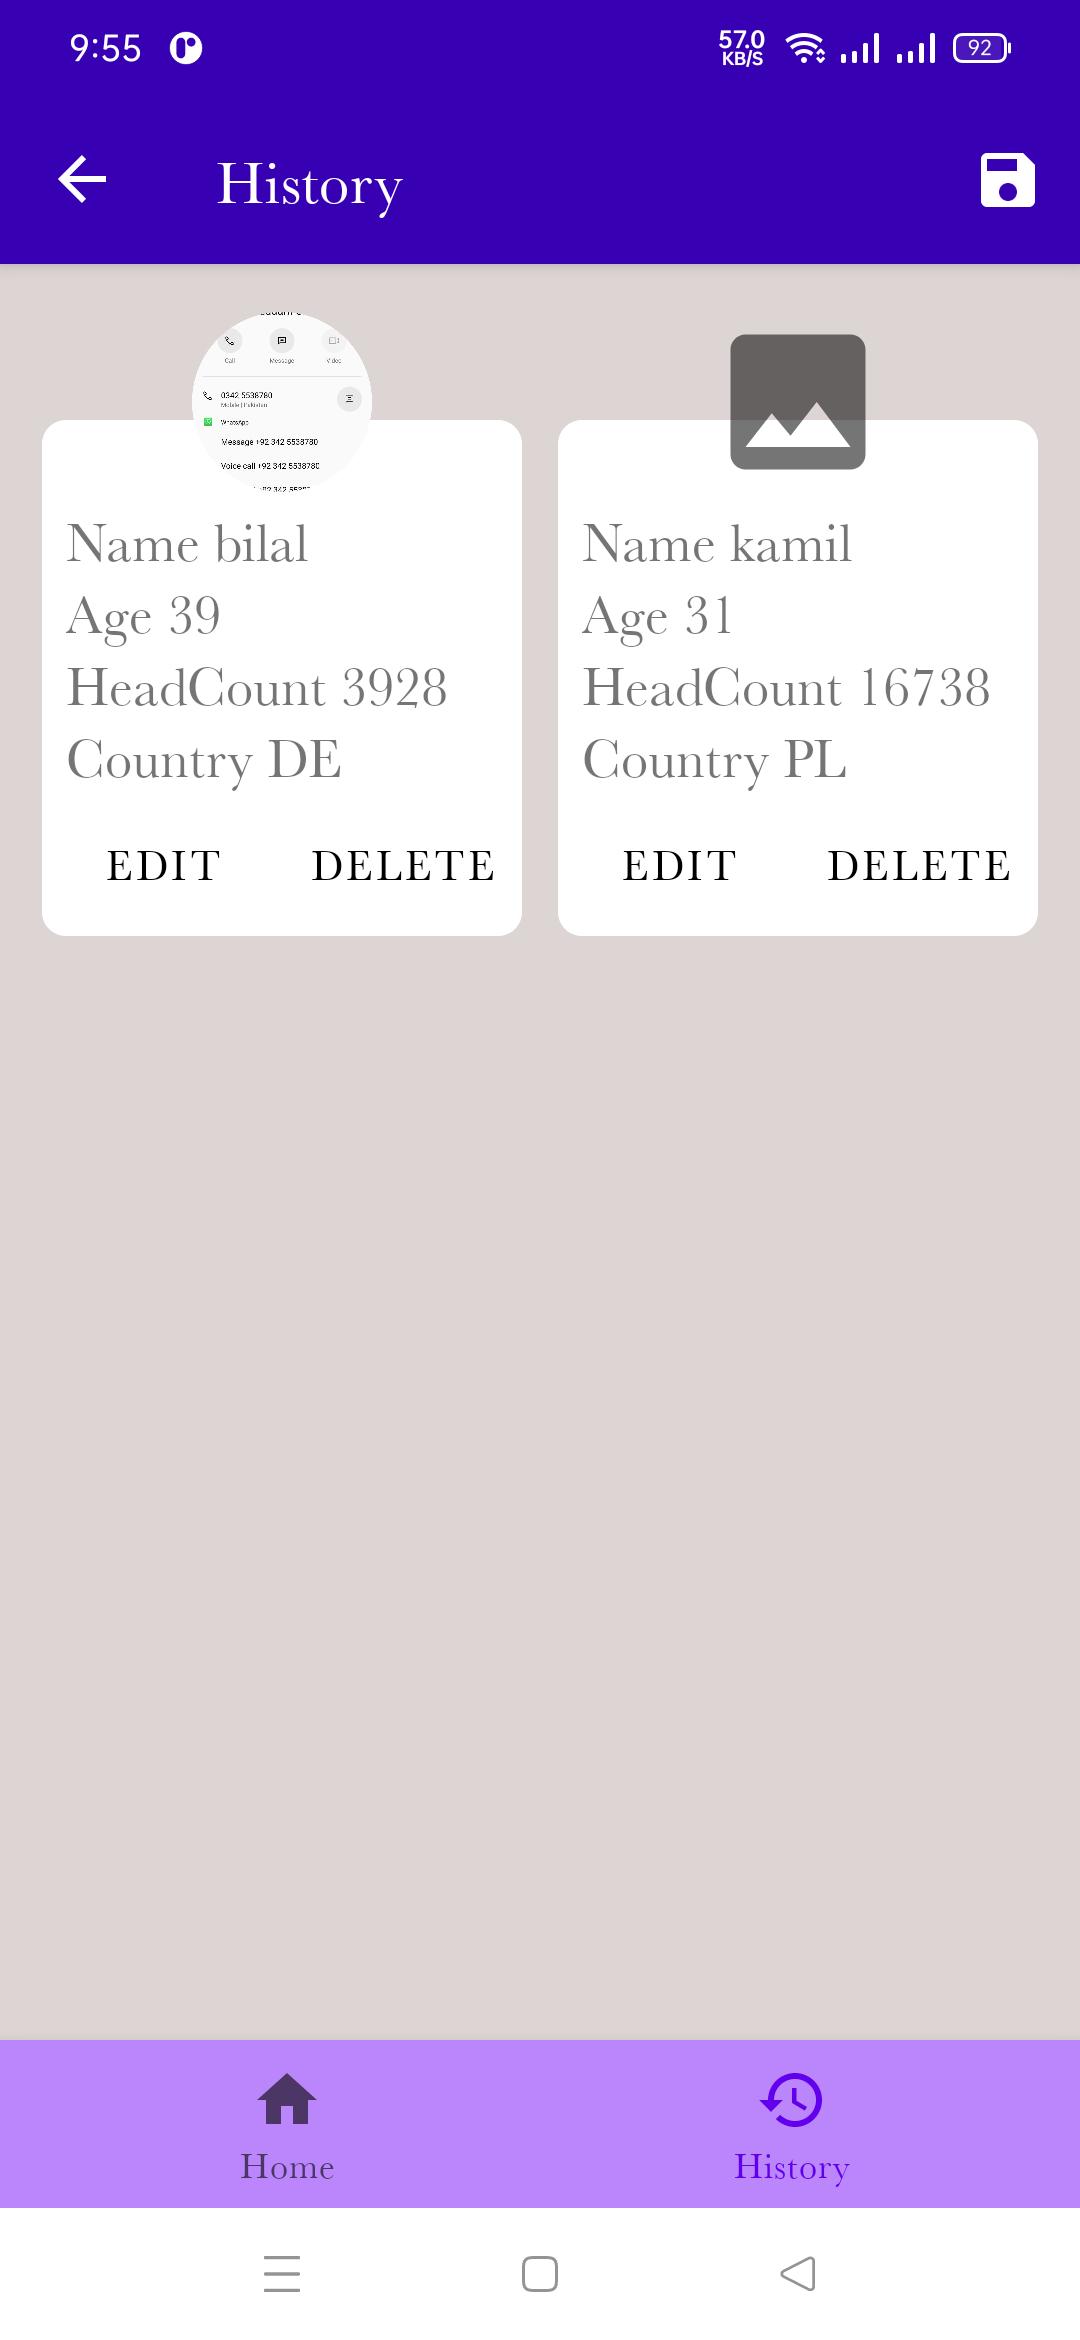 9:55
57.0
KB/S
92
History
Call
Message
Video
0342 5538780
Mobile | Pakistan
WhatsApp
Message +92 342 5538780
Voice call +92 342 5538780
Name bilal
Age 39
HeadCount 3928
Country DE
EDIT DELETE
Name kamil
Age 31
HeadCount 16738
Country PL
EDIT DELETE
Home
History